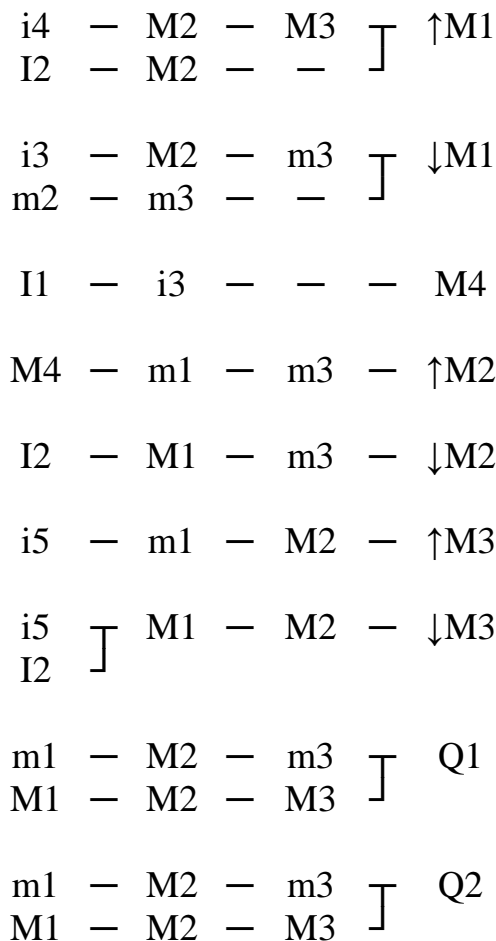 i4 — M2 — M3 ┬ ↑M1
I2 — M2 — — ┘
i3 — M2 — m3 ┬ ↓M1
m2 — m3 — — ┘
I1 — i3 — — — M4
M4 — m1 — m3 — ↑M2
I2 — M1 — m3 — ↓M2
i5 — m1 — M2 — ↑M3
i5 ┬ M1 — M2 — ↓M3
I2 ┘
m1 — M2 — m3 ┬ Q1
M1 — M2 — M3 ┘
m1 — M2 — m3 ┬ Q2
M1 — M2 — M3 ┘